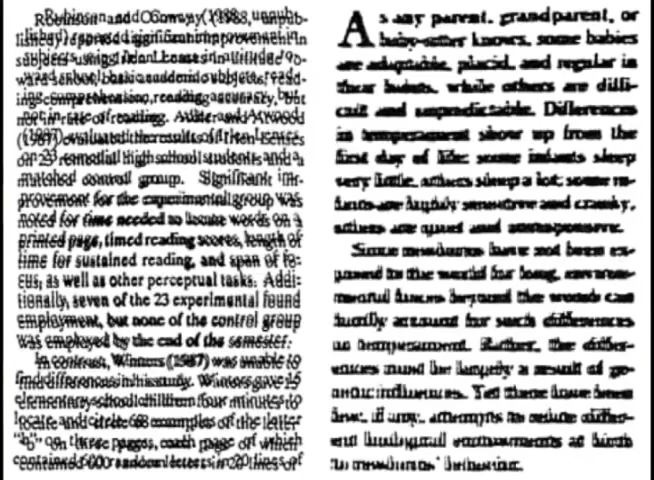 Robinson and Conway (1988, unpub-
lished) reported significant improvement in
subjects using Irlen Lenses in attitude to-
ward school, basic academic subjects, read-
ing comprehension, reading accuracy, but
not in rate of reading. Adler and Atwood
(1987) evaluated the results of Irlen Lenses
on 23 remedial high school students and a
matched control group. Significant im-
provement for the experimental group was
noted for time needed to locate words on a
printed page, timed reading scores, length of
time for sustained reading, and span of fo-
cus, as well as other perceptual tasks. Addi-
tionally, seven of the 23 experimental found
employment, but none of the control group
was employed by the end of the semester.
In contrast, Winters (1987) was unable to
find differences in his study. Winters gave 15
elementary school children four minutes to
locate and circle 688 examples of the letter
"b" on three pages, each page of which
contained 600 random letters in 20 lines of
As any parent, grandparent, or
baby-sitter knows, some babies
are adaptable, placid, and regular in
their habits, while others are diffi-
cult and unpredictable. Differences
in temperament show up from the
first day of life: some infants sleep
very little, others sleep a lot; some in-
fants are highly sensitive and cranky,
others are quiet and unresponsive.
Since newborns have not been ex-
posed to the world for long, environ-
mental forces beyond the womb can
hardly account for such differences
in temperament. Rather, the differ-
ences must be largely a result of ge-
netic influences. Yet there have been
few, if any, attempts to relate differ-
ent biological environments at birth
to newborns' behavior.